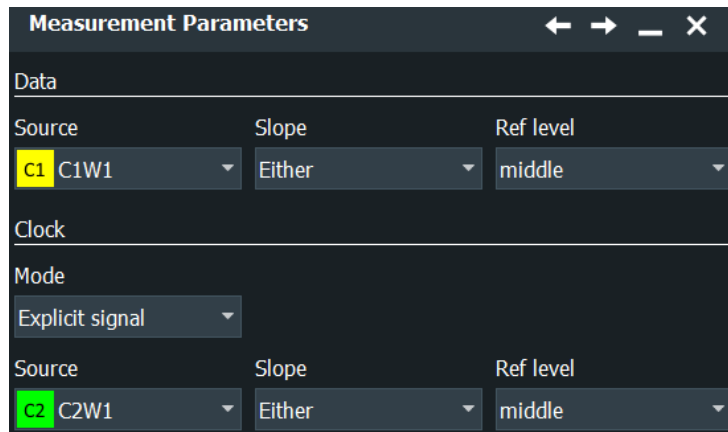 Measurement Parameters
Data
Source Slope Ref level
C1 C1W1 Either middle
Clock
Mode
Explicit signal
Source Slope Ref level
C2 C2W1 Either middle